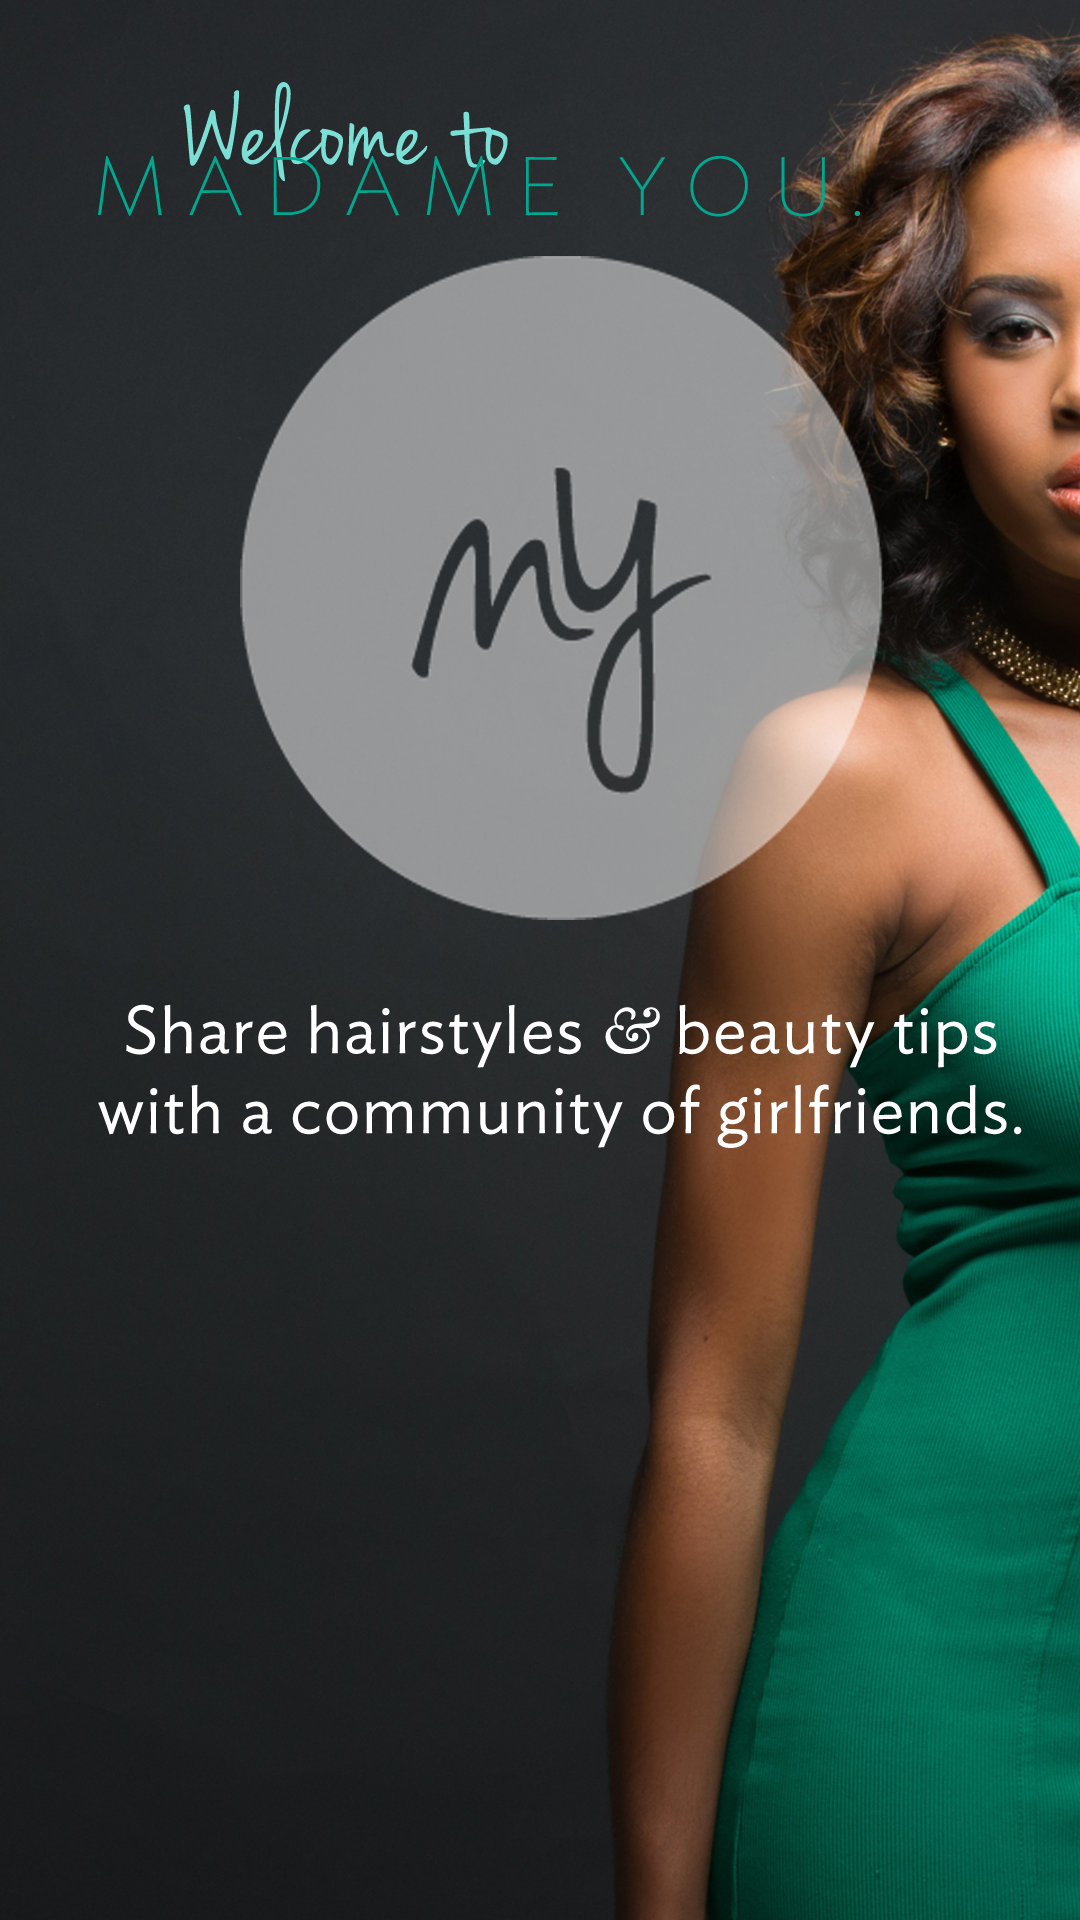 Welcome to
MADAME YOU.
my
Share hairstyles & beauty tips
with a community of girlfriends.